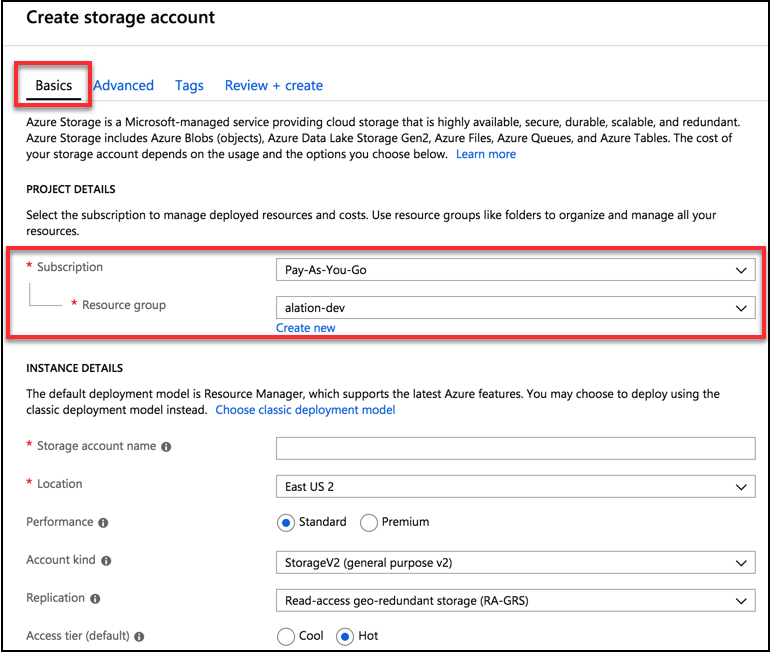 Create storage account
Basics Advanced Tags Review + create
Azure Storage is a Microsoft-managed service providing cloud storage that is highly available, secure, durable, scalable, and redundant.
Azure Storage includes Azure Blobs (objects), Azure Data Lake Storage Gen2, Azure Files, Azure Queues, and Azure Tables. The cost of
your storage account depends on the usage and the options you choose below. Learn more
PROJECT DETAILS
Select the subscription to manage deployed resources and costs. Use resource groups like folders to organize and manage all your
resources.
* Subscription Pay-As-You-Go
* Resource group alation-dev
Create new
INSTANCE DETAILS
The default deployment model is Resource Manager, which supports the latest Azure features. You may choose to deploy using the
classic deployment model instead. Choose classic deployment model
* Storage account name
* Location East US 2
Performance Standard Premium
Account kind StorageV2 (general purpose v2)
Replication Read-access geo-redundant storage (RA-GRS)
Access tier (default) Cool Hot